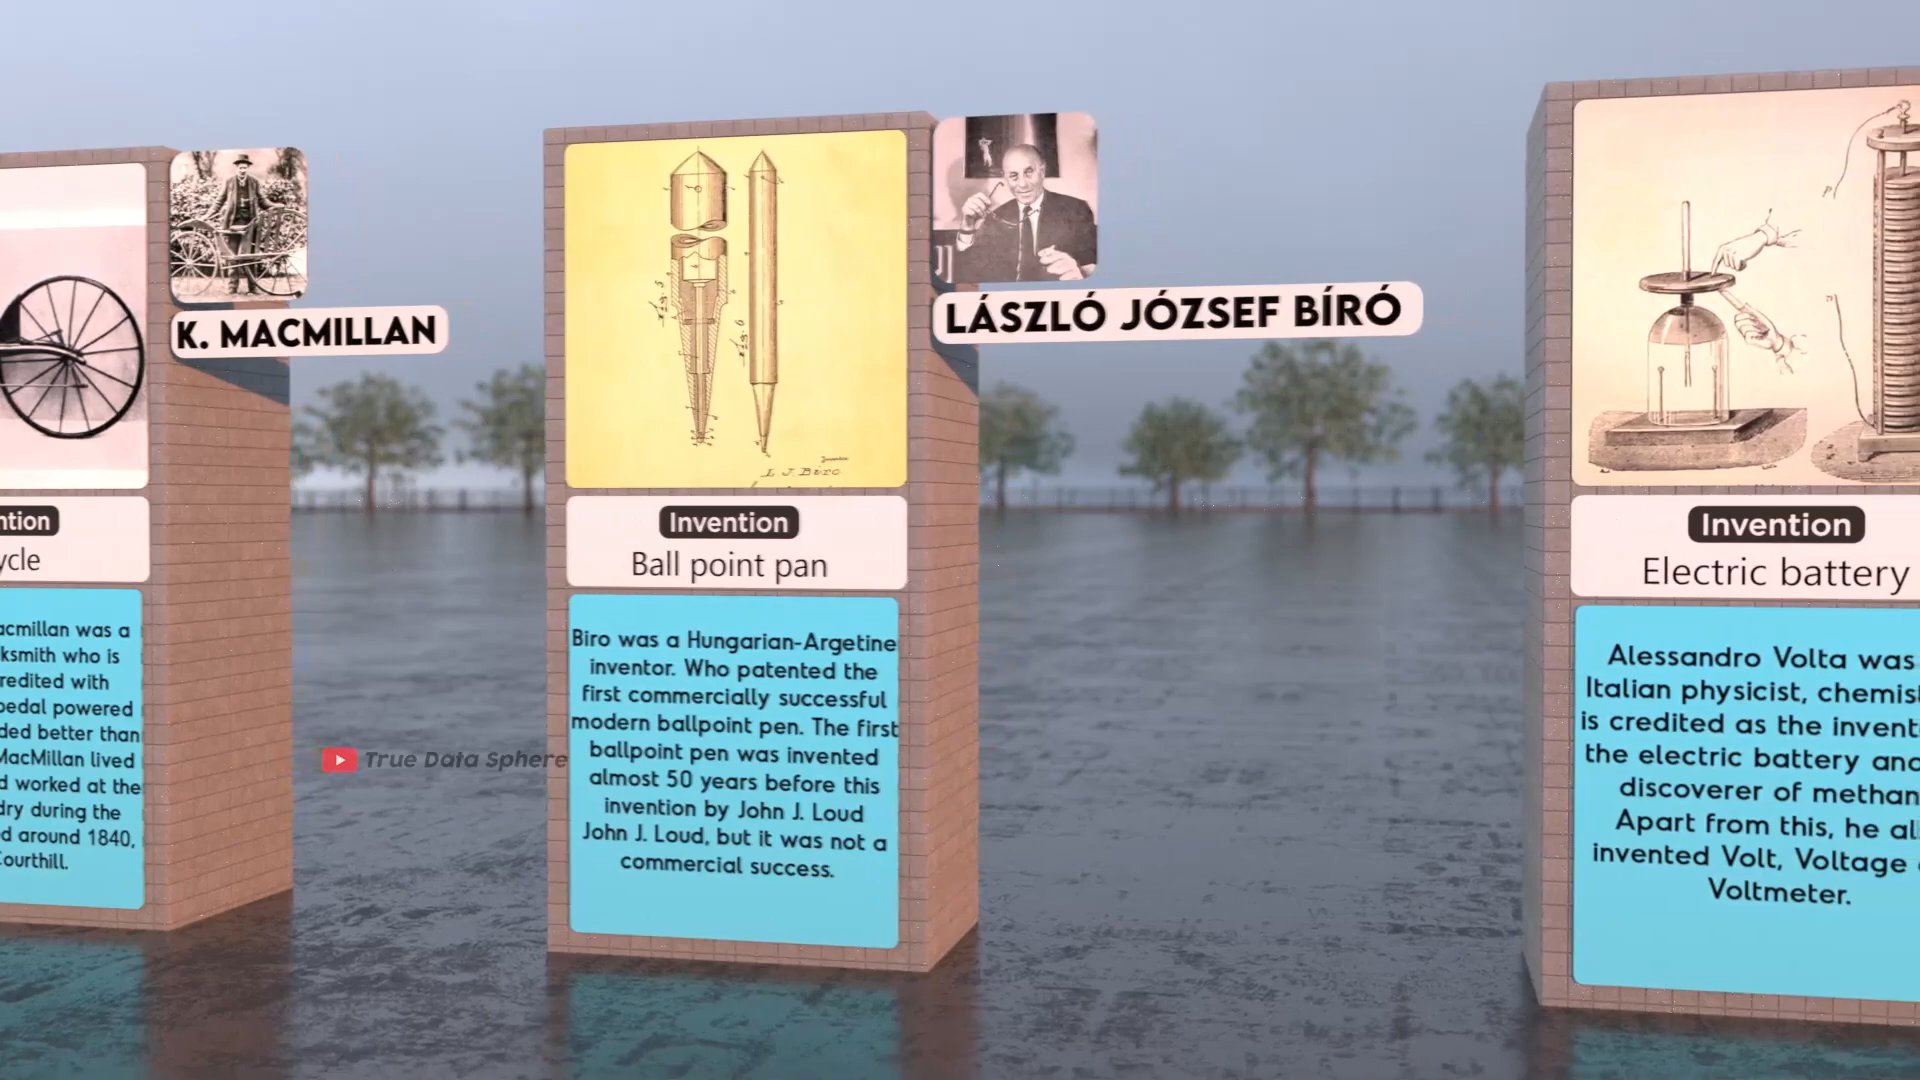 K. MACMILLAN
ntion
ycle
acmillan was a
ksmith who is
redited with
pedal powered
ded better than
MacMillan lived
d worked at the
dry during the
d around 1840,
Courthill.
True Data Sphere
LÁSZLÓ JÓZSEF BÍRÓ
L. J. Biro
Invention
Ball point pan
Biro was a Hungarian-Argetine
inventor. Who patented the
first commercially successful
modern ballpoint pen. The first
ballpoint pen was invented
almost 50 years before this
invention by John J. Loud
John J. Loud, but it was not a
commercial success.
Invention
Electric battery
Alessandro Volta was
Italian physicist, chemis
is credited as the invent
the electric battery and
discoverer of methan
Apart from this, he al
invented Volt, Voltage
Voltmeter.